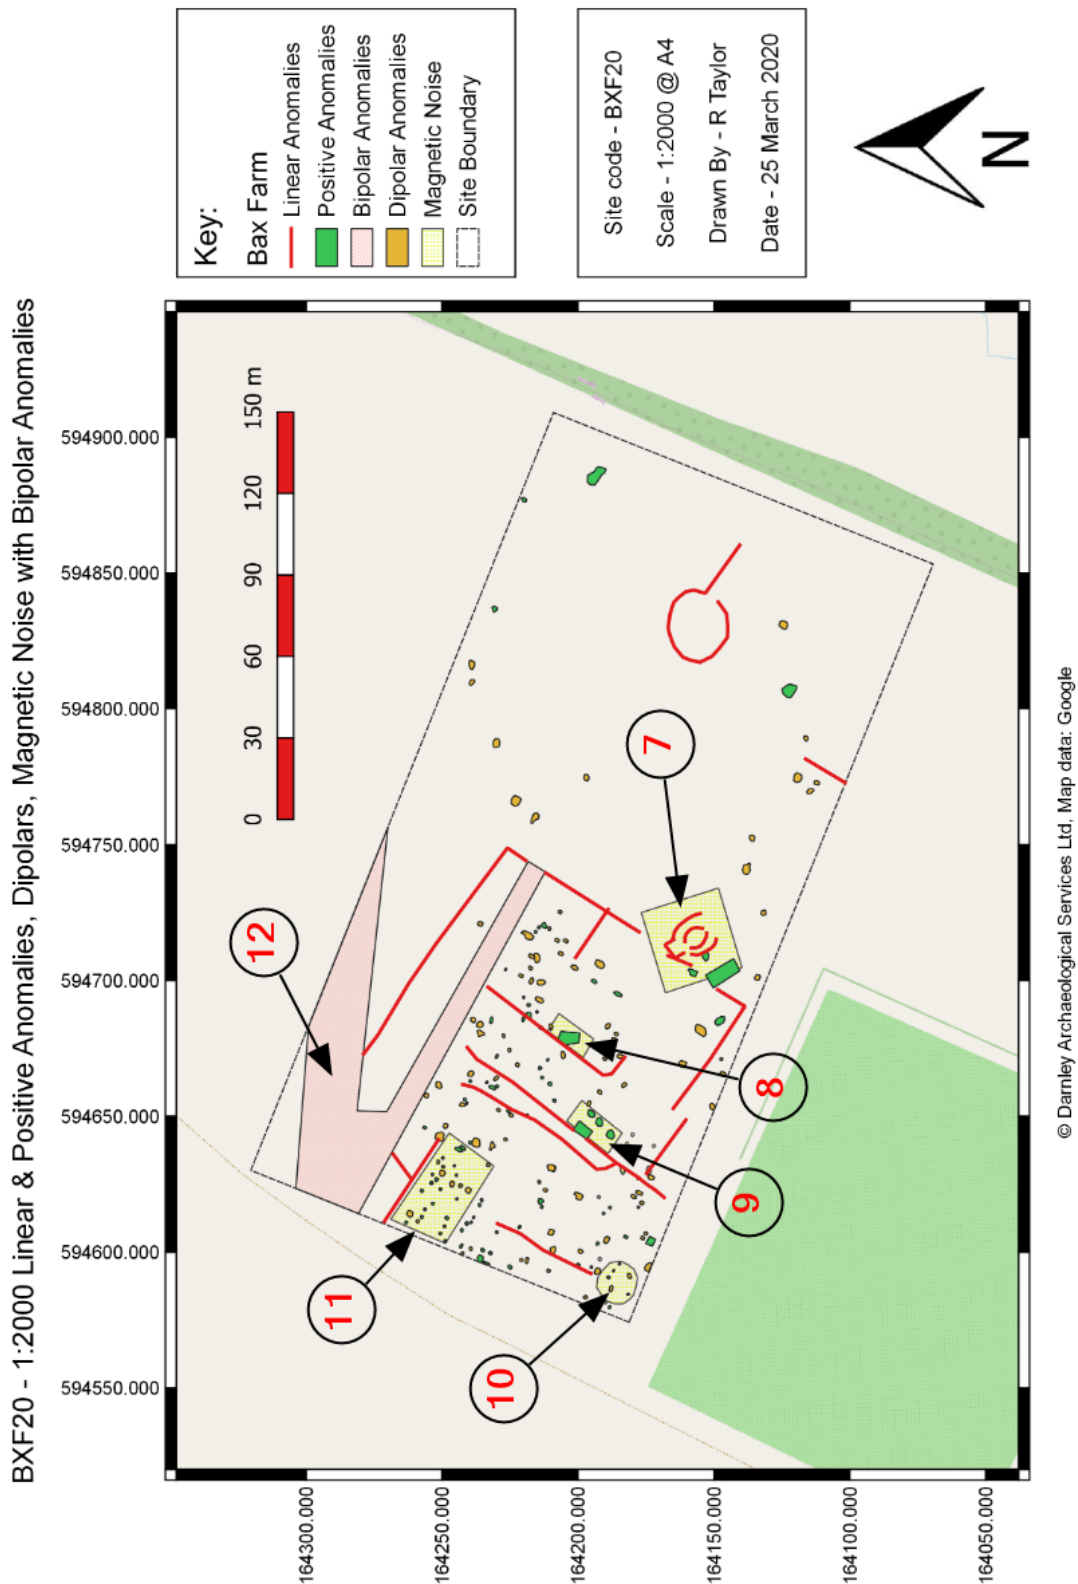 BXF20 - 1:2000 Linear & Positive Anomalies, Dipolars, Magnetic Noise with Bipolar Anomalies
594550.000
594600.000
594650.000
594700.000
594750.000
594800.000
594850.000
594900.000
164300.000
164250.000
164200.000
164150.000
164100.000
164050.000
0
30
60
90
120
150 m
12
11
10
9
8
7
Key:
Bax Farm
Linear Anomalies
Positive Anomalies
Bipolar Anomalies
Dipolar Anomalies
Magnetic Noise
Site Boundary
Site code - BXF20
Scale - 1:2000 @ A4
Drawn By - R Taylor
Date - 25 March 2020
N
© Darnley Archaeological Services Ltd, Map data: Google